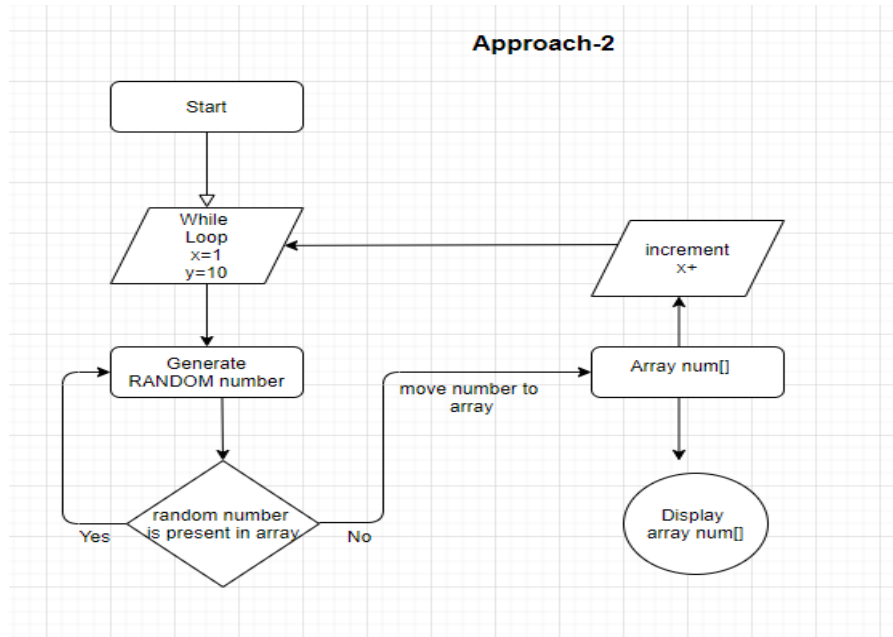 Approach-2
Start
While
Loop
x=1
y=10
increment
x+
Generate
RANDOM number
Array num[]
move number to
array
random number
is present in array
Yes
No
Display
array num[]